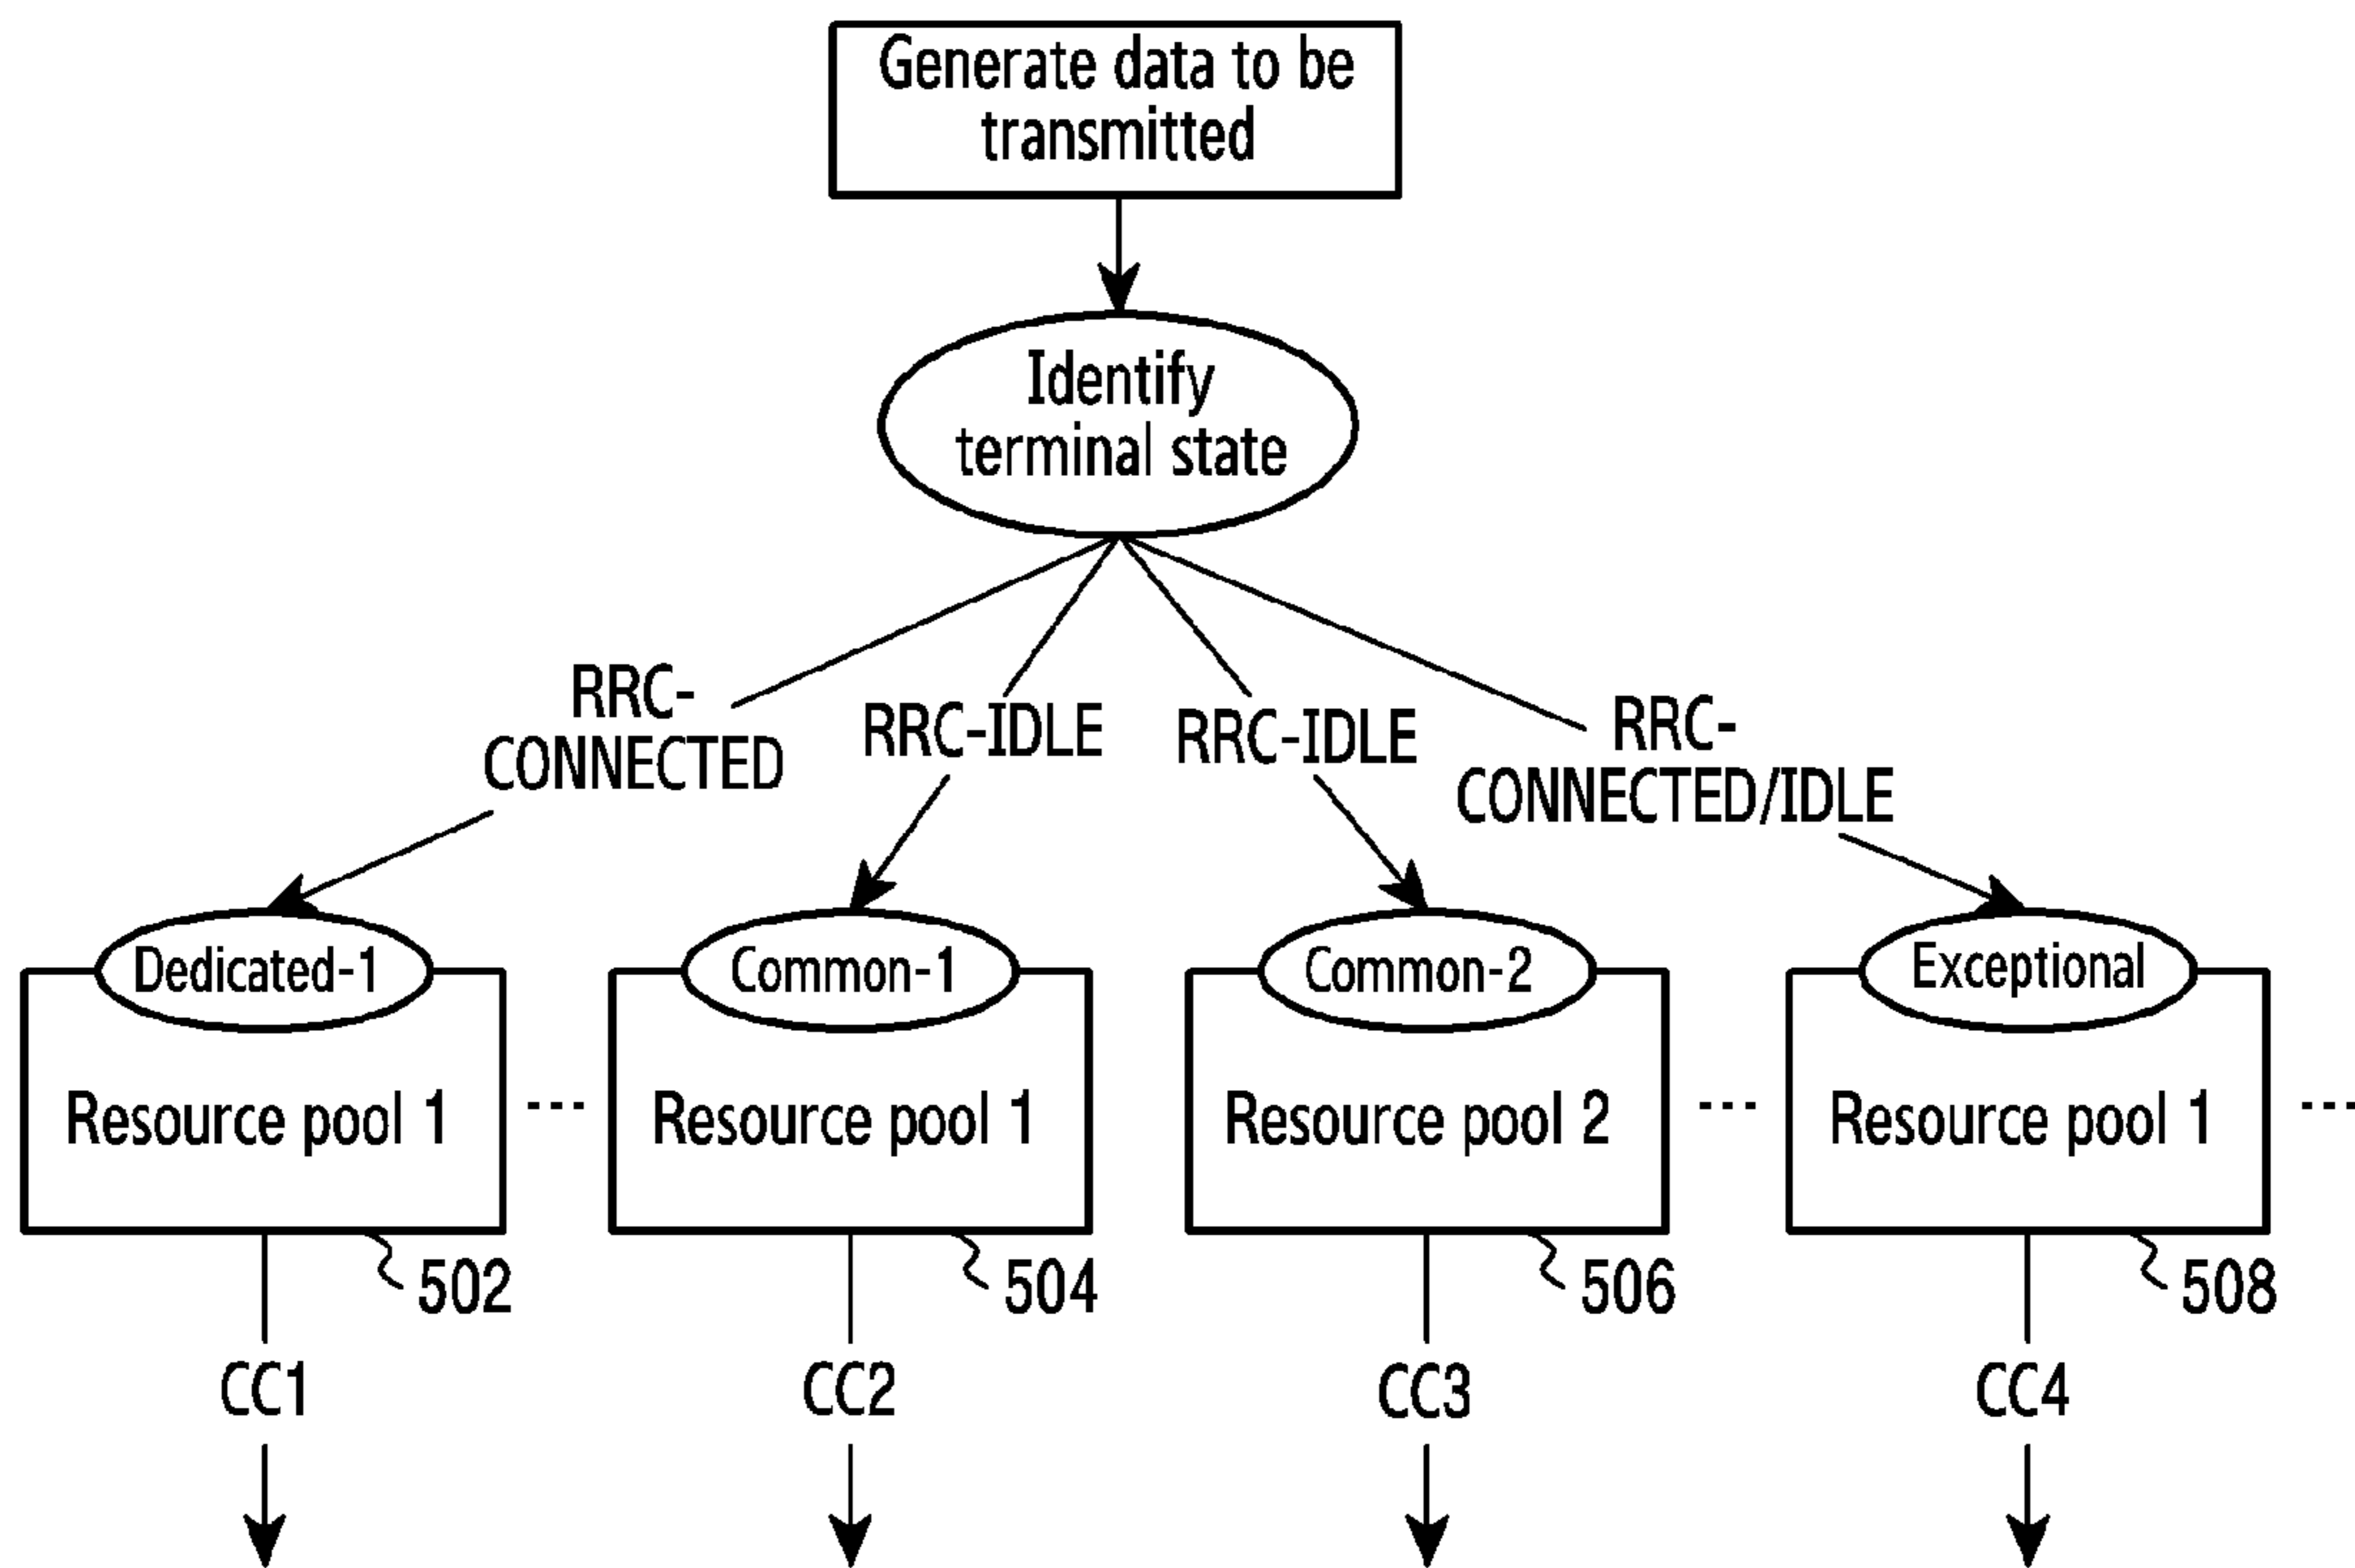 Generate data to be
transmitted
Identify
terminal state
RRC-
CONNECTED
RRC-IDLE
RRC-IDLE
RRC-
CONNECTED/IDLE
Dedicated-1
Common-1
Common-2
Exceptional
Resource pool 1
...
Resource pool 1
Resource pool 2
...
Resource pool 1
...
502
504
506
508
CC1
CC2
CC3
CC4